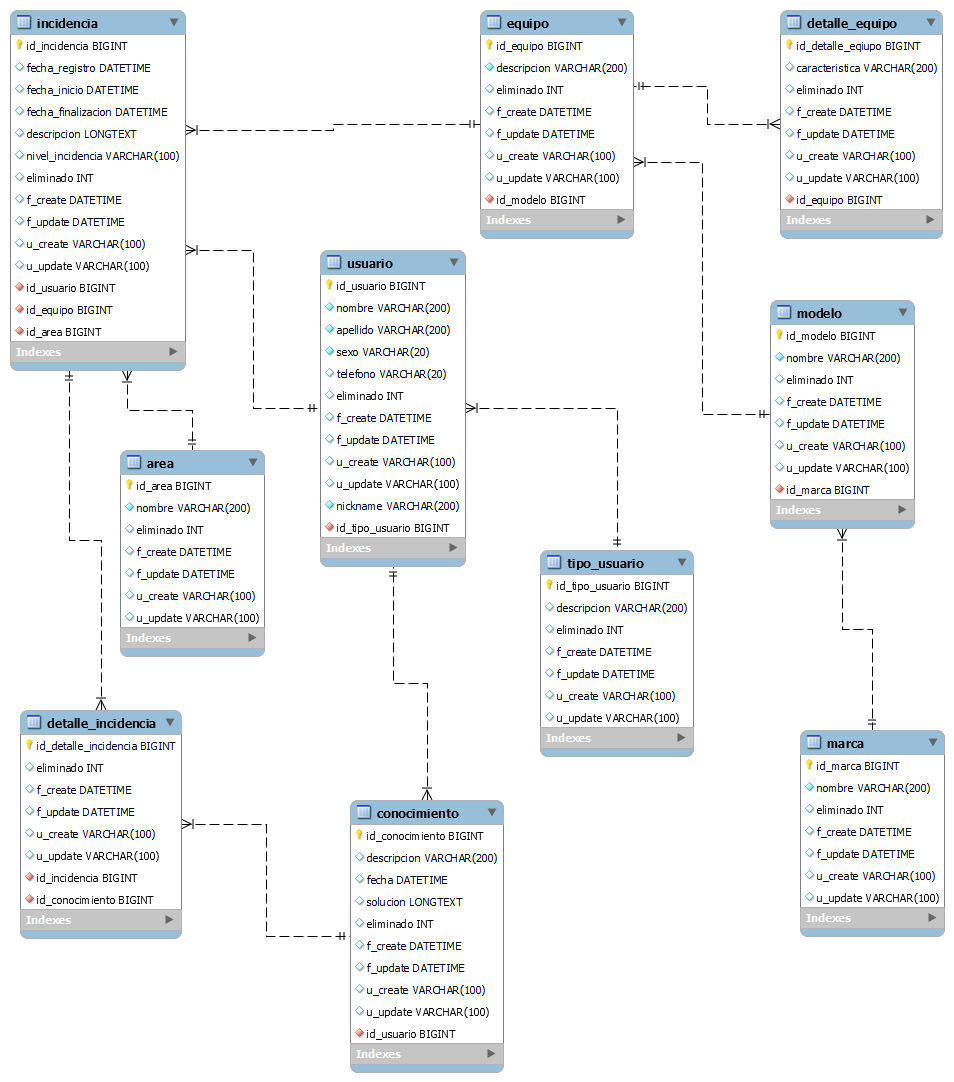 incidencia
id_incidencia BIGINT
fecha_registro DATETIME
fecha_inicio DATETIME
fecha_finalizacion DATETIME
descripcion LONGTEXT
nivel_incidencia VARCHAR(100)
eliminado INT
f_create DATETIME
f_update DATETIME
u_create VARCHAR(100)
u_update VARCHAR(100)
id_usuario BIGINT
id_equipo BIGINT
id_area BIGINT
Indexes
equipo
id_equipo BIGINT
descripcion VARCHAR(200)
eliminado INT
f_create DATETIME
f_update DATETIME
u_create VARCHAR(100)
u_update VARCHAR(100)
id_modelo BIGINT
Indexes
detalle_equipo
id_detalle_eqiupo BIGINT
caracteristica VARCHAR(200)
eliminado INT
f_create DATETIME
f_update DATETIME
u_create VARCHAR(100)
u_update VARCHAR(100)
id_equipo BIGINT
Indexes
usuario
id_usuario BIGINT
nombre VARCHAR(200)
apellido VARCHAR(200)
sexo VARCHAR(20)
telefono VARCHAR(20)
eliminado INT
f_create DATETIME
f_update DATETIME
u_create VARCHAR(100)
u_update VARCHAR(100)
nickname VARCHAR(200)
id_tipo_usuario BIGINT
Indexes
modelo
id_modelo BIGINT
nombre VARCHAR(200)
eliminado INT
f_create DATETIME
f_update DATETIME
u_create VARCHAR(100)
u_update VARCHAR(100)
id_marca BIGINT
Indexes
area
id_area BIGINT
nombre VARCHAR(200)
eliminado INT
f_create DATETIME
f_update DATETIME
u_create VARCHAR(100)
u_update VARCHAR(100)
Indexes
tipo_usuario
id_tipo_usuario BIGINT
descripcion VARCHAR(200)
eliminado INT
f_create DATETIME
f_update DATETIME
u_create VARCHAR(100)
u_update VARCHAR(100)
Indexes
detalle_incidencia
id_detalle_incidencia BIGINT
eliminado INT
f_create DATETIME
f_update DATETIME
u_create VARCHAR(100)
u_update VARCHAR(100)
id_incidencia BIGINT
id_conocimiento BIGINT
Indexes
marca
id_marca BIGINT
nombre VARCHAR(200)
eliminado INT
f_create DATETIME
f_update DATETIME
u_create VARCHAR(100)
u_update VARCHAR(100)
Indexes
conocimiento
id_conocimiento BIGINT
descripcion VARCHAR(200)
fecha DATETIME
solucion LONGTEXT
eliminado INT
f_create DATETIME
f_update DATETIME
u_create VARCHAR(100)
u_update VARCHAR(100)
id_usuario BIGINT
Indexes